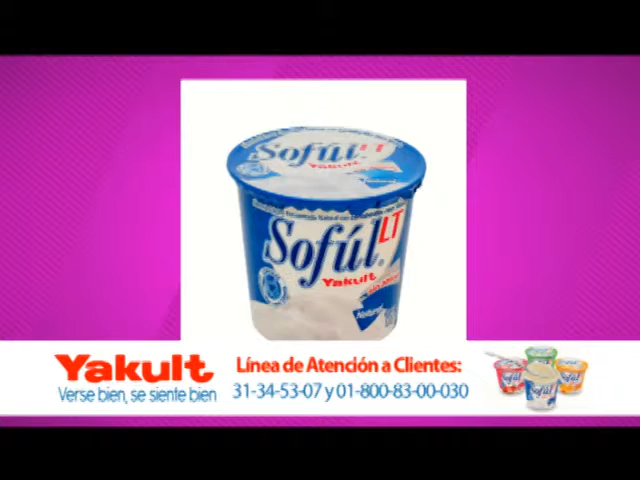 Sofúl LT
Yakult
Sofúl LT
Yakult
Natural
Yakult
Verse bien, se siente bien
Línea de Atención a Clientes:
31-34-53-07 y 01-800-83-00-030
Sofúl